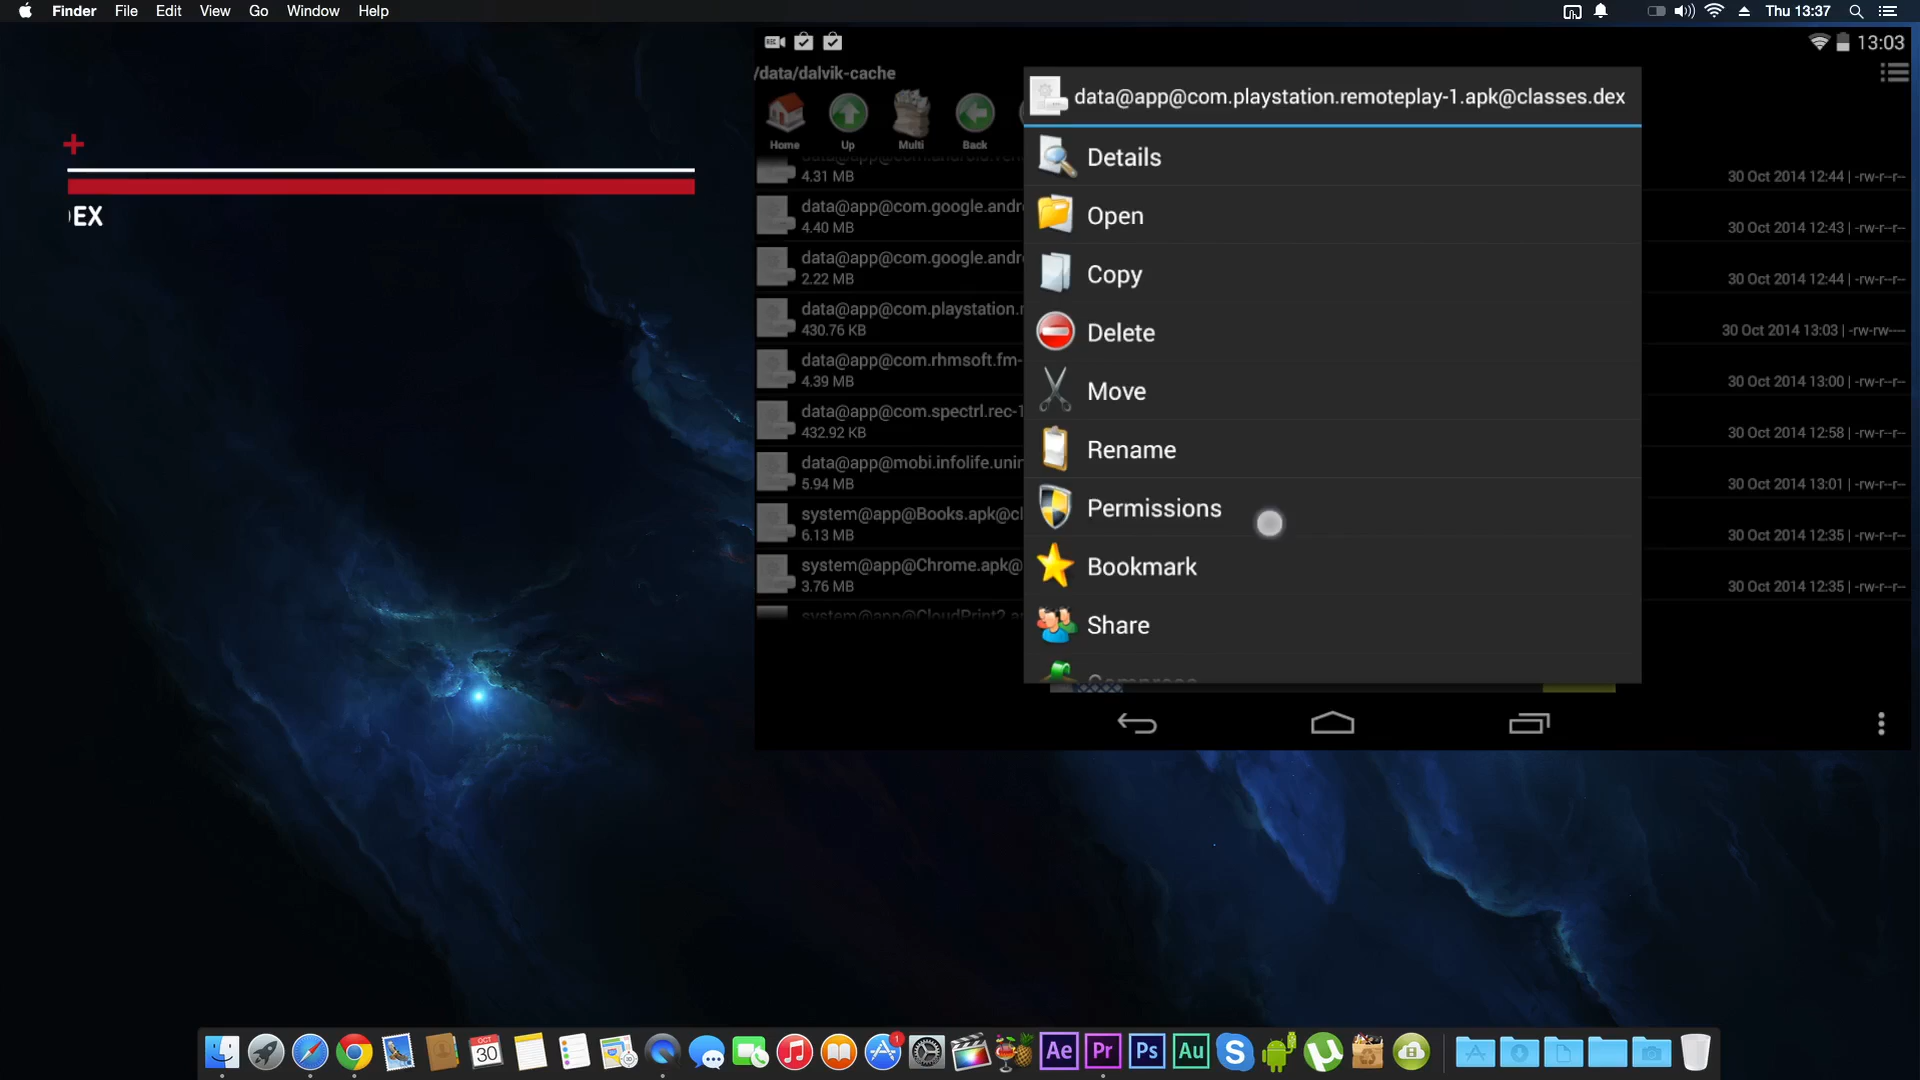 Finder File Edit View Go Window Help
Thu 13:37
+
EX
REC
13:03
/data/dalvik-cache
Home Up Multi Back
4.31 MB
30 Oct 2014 12:44 | -rw-r--r--
data@app@com.google.andr
4.40 MB
30 Oct 2014 12:43 | -rw-r--r--
data@app@com.google.andr
2.22 MB
30 Oct 2014 12:44 | -rw-r--r--
data@app@com.playstation.r
430.76 KB
30 Oct 2014 13:03 | -rw-rw----
data@app@com.rhmsoft.fm-
4.39 MB
30 Oct 2014 13:00 | -rw-r--r--
data@app@com.spectrl.rec-1
432.92 KB
30 Oct 2014 12:58 | -rw-r--r--
data@app@mobi.infolife.unin
5.94 MB
30 Oct 2014 13:01 | -rw-r--r--
system@app@Books.apk@cl
6.13 MB
30 Oct 2014 12:35 | -rw-r--r--
system@app@Chrome.apk@
3.76 MB
30 Oct 2014 12:35 | -rw-r--r--
system@app@CloudPrint2.a
data@app@com.playstation.remoteplay-1.apk@classes.dex
Details
Open
Copy
Delete
Move
Rename
Permissions
Bookmark
Share
Compress
OCT
30
1
Ae Pr Ps Au